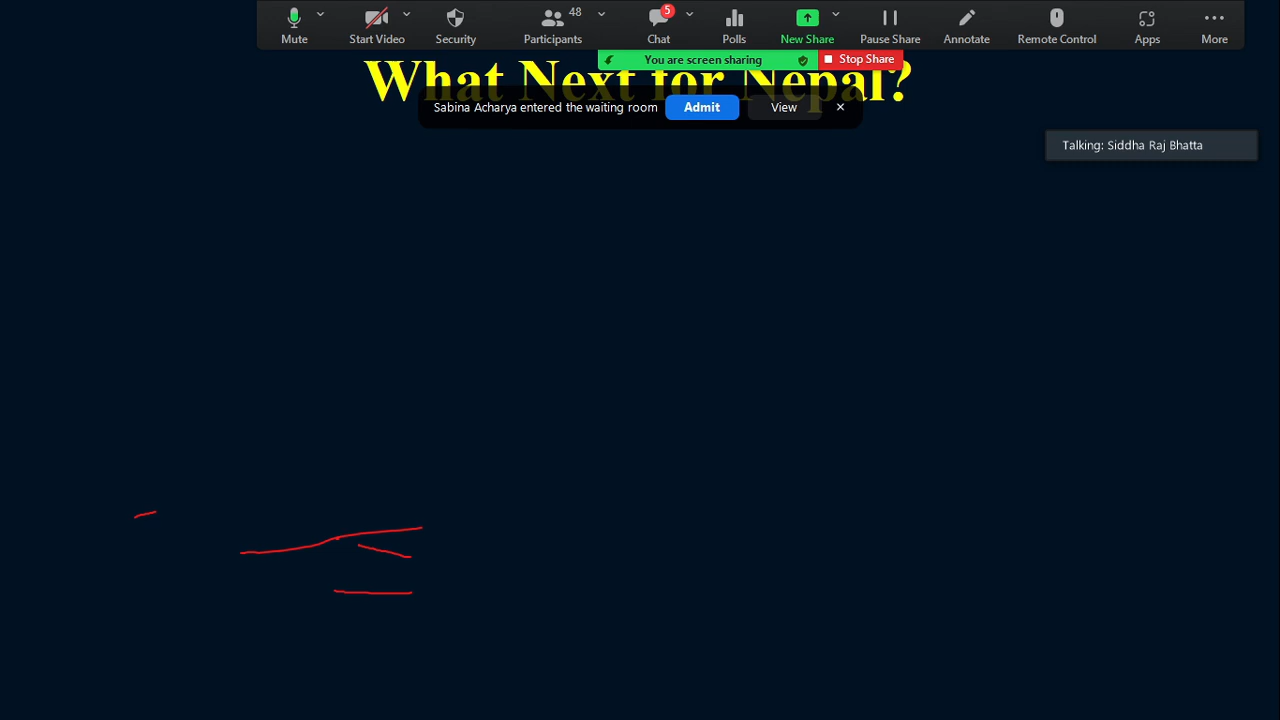 48 5
Mute Start Video Security Participants Chat Polls New Share Pause Share Annotate Remote Control Apps More
You are screen sharing Stop Share
What Next for Nepal?
Sabina Acharya entered the waiting room Admit View ×
Talking: Siddha Raj Bhatta